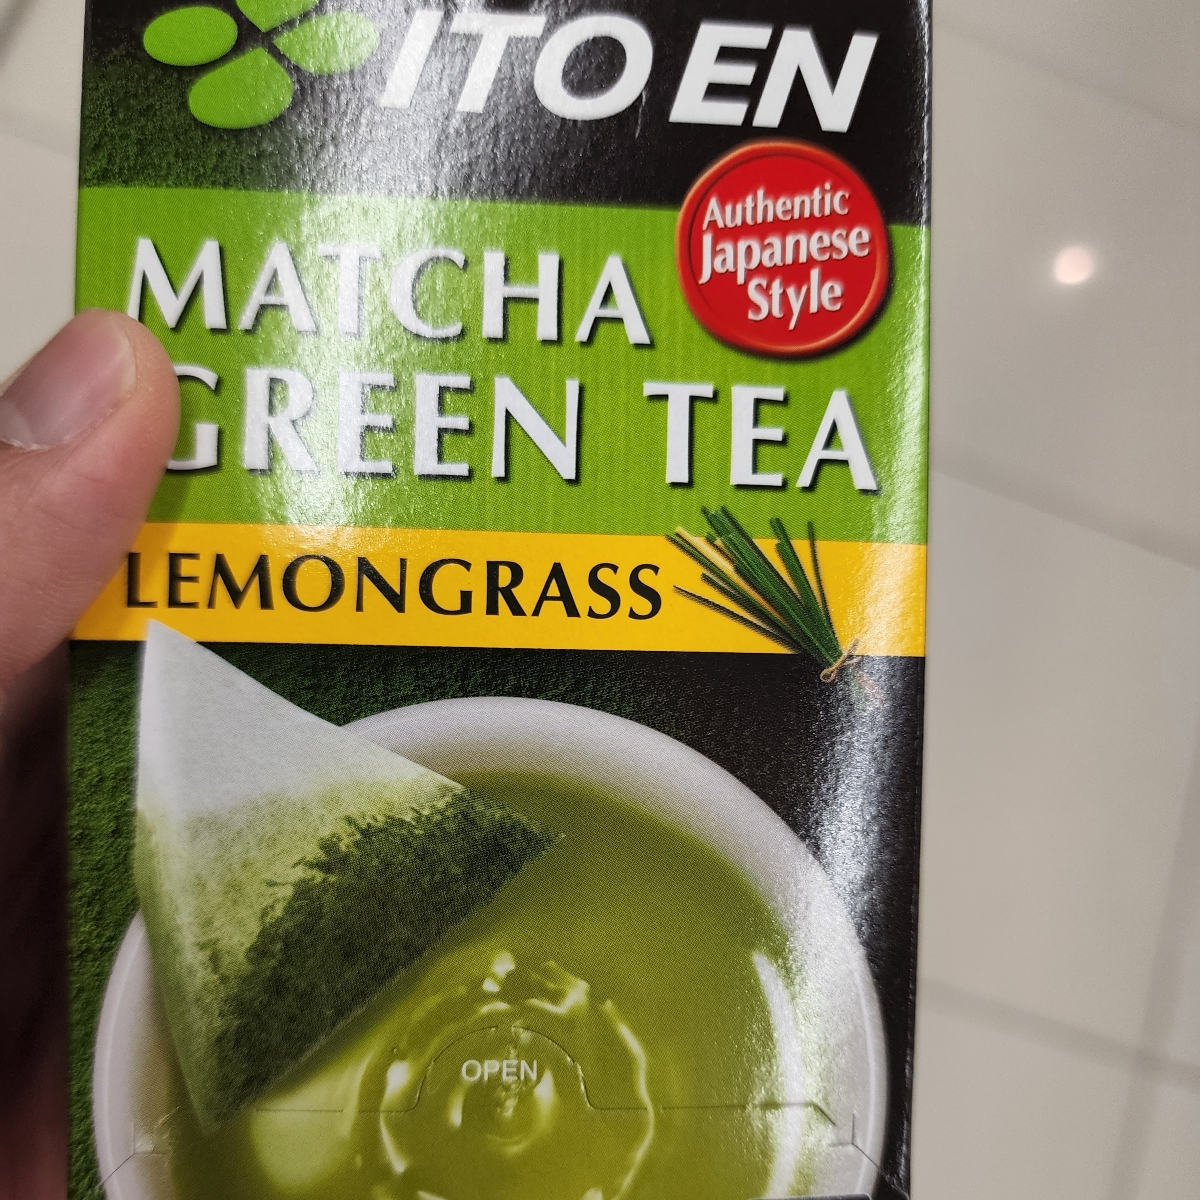 ITO EN
Authentic
Japanese
Style
MATCHA
GREEN TEA
LEMONGRASS
OPEN